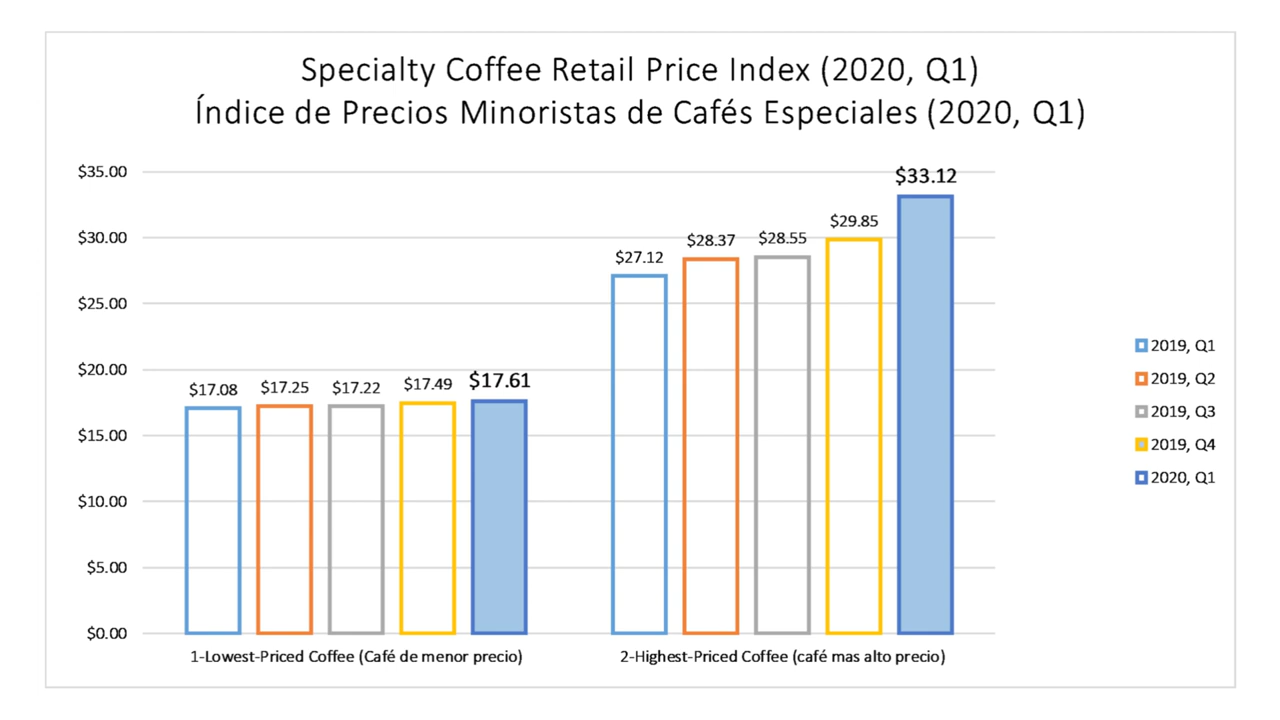 Specialty Coffee Retail Price Index (2020, Q1)
Índice de Precios Minoristas de Cafés Especiales (2020, Q1)
$35.00
$30.00
$25.00
$20.00
$15.00
$10.00
$5.00
$0.00
$17.08
$17.25
$17.22
$17.49
$17.61
$27.12
$28.37
$28.55
$29.85
$33.12
1-Lowest-Priced Coffee (Café de menor precio)
2-Highest-Priced Coffee (café mas alto precio)
2019, Q1
2019, Q2
2019, Q3
2019, Q4
2020, Q1